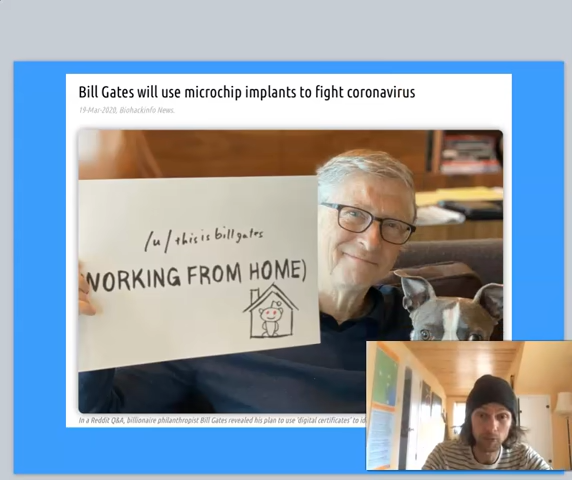 Bill Gates will use microchip implants to fight coronavirus
19-Mar-2020, Biohackinfo News.
/u/thisisbillgates
WORKING FROM HOME)
In a Reddit Q&A, billionaire philanthropist Bill Gates revealed his plan to use 'digital certificates' to